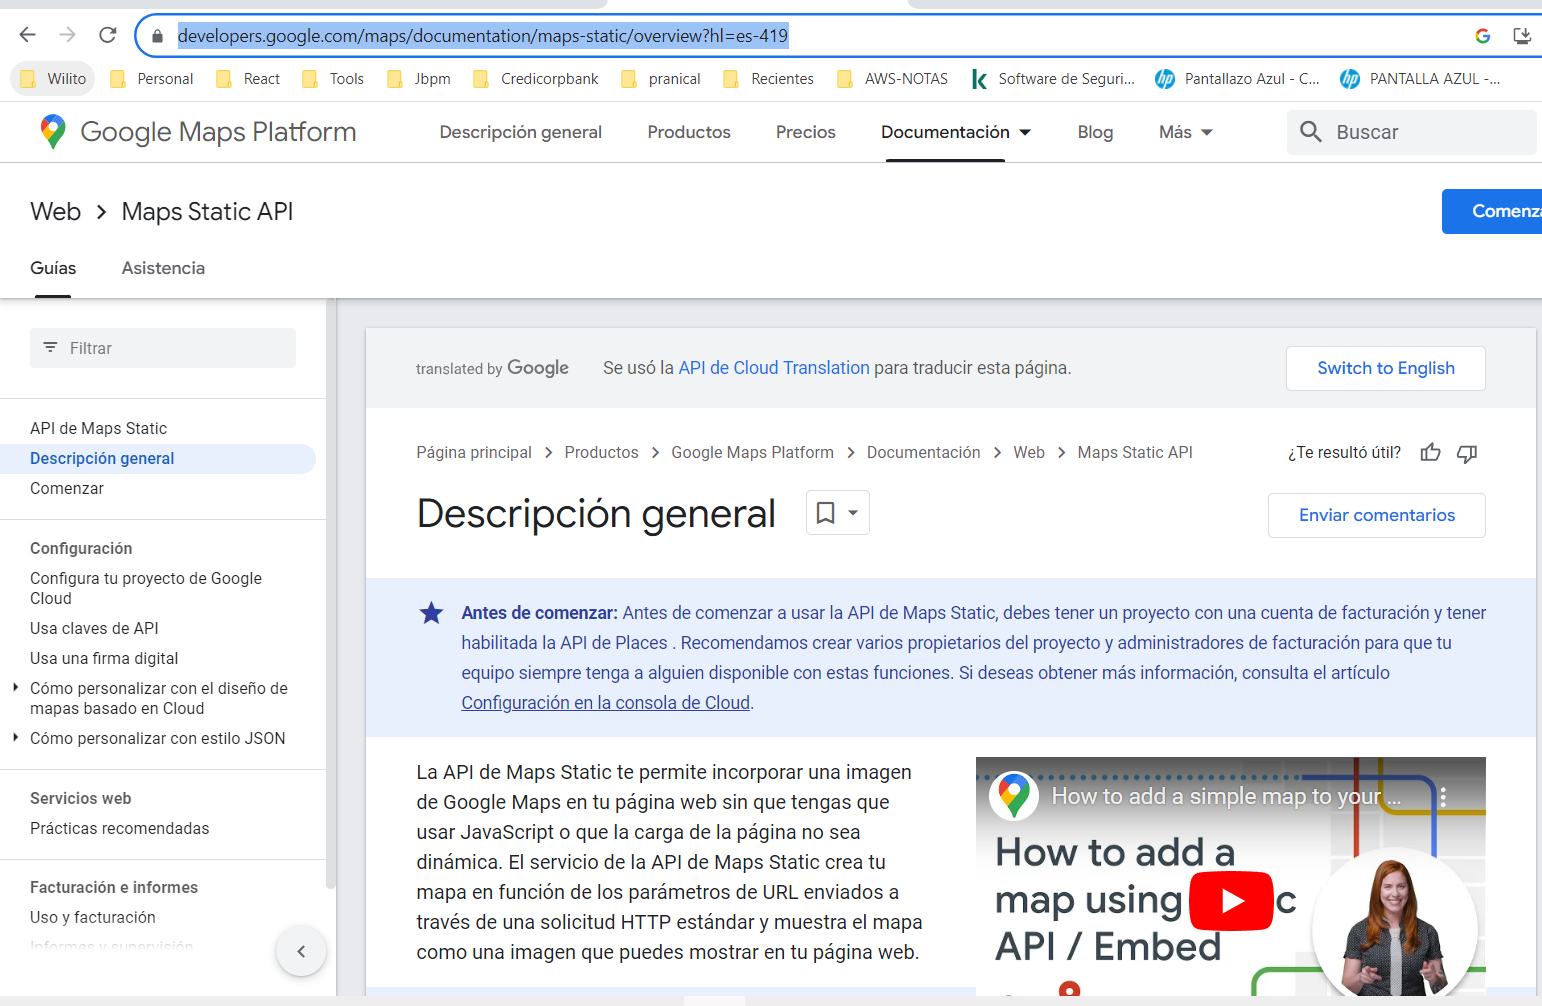 developers.google.com/maps/documentation/maps-static/overview?hl=es-419
Wilito Personal React Tools Jbpm Credicorpbank pranical Recientes AWS-NOTAS Software de Seguri... Pantallazo Azul - C... PANTALLA AZUL -...
Google Maps Platform Descripción general Productos Precios Documentación Blog Más Buscar
Web > Maps Static API
Comenza
Guías Asistencia
Filtrar
API de Maps Static
Descripción general
Comenzar
Configuración
Configura tu proyecto de Google
Cloud
Usa claves de API
Usa una firma digital
Cómo personalizar con el diseño de
mapas basado en Cloud
Cómo personalizar con estilo JSON
Servicios web
Prácticas recomendadas
Facturación e informes
Uso y facturación
Informes y supervisión
translated by Google
Se usó la API de Cloud Translation para traducir esta página.
Switch to English
Página principal > Productos > Google Maps Platform > Documentación > Web > Maps Static API
¿Te resultó útil?
Descripción general
Enviar comentarios
Antes de comenzar: Antes de comenzar a usar la API de Maps Static, debes tener un proyecto con una cuenta de facturación y tener
habilitada la API de Places . Recomendamos crear varios propietarios del proyecto y administradores de facturación para que tu
equipo siempre tenga a alguien disponible con estas funciones. Si deseas obtener más información, consulta el artículo
Configuración en la consola de Cloud.
La API de Maps Static te permite incorporar una imagen
de Google Maps en tu página web sin que tengas que
usar JavaScript o que la carga de la página no sea
dinámica. El servicio de la API de Maps Static crea tu
mapa en función de los parámetros de URL enviados a
través de una solicitud HTTP estándar y muestra el mapa
como una imagen que puedes mostrar en tu página web.
How to add a simple map to your ...
How to add a
map using c
API / Embed